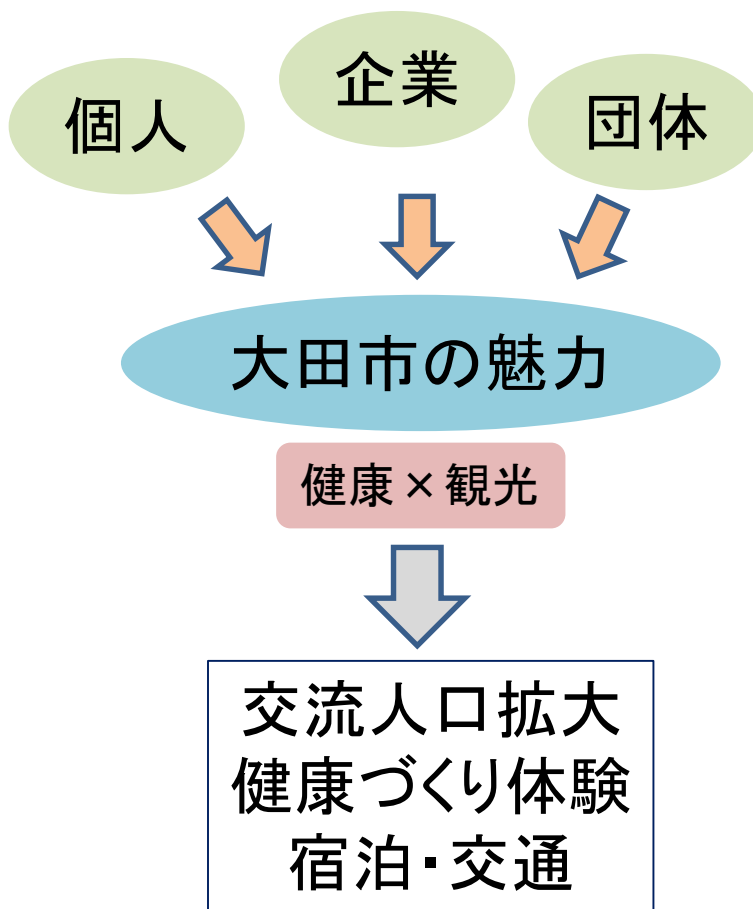 個人
企業
団体
大田市の魅力
健康×観光
交流人口拡大
健康づくり体験
宿泊・交通